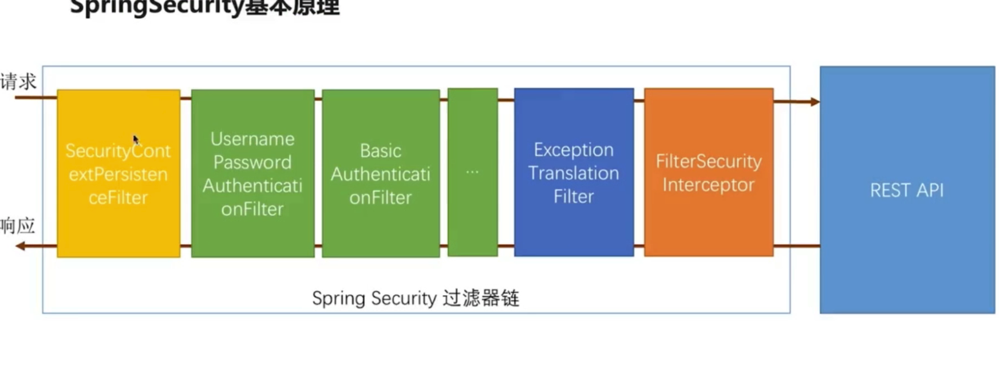 SpringSecurity基本原理
请求
SecurityCont
extPersisten
ceFilter
Username
Password
Authenticati
onFilter
Basic
Authenticati
onFilter
...
Exception
Translation
Filter
FilterSecurity
Interceptor
REST API
响应
Spring Security 过滤器链